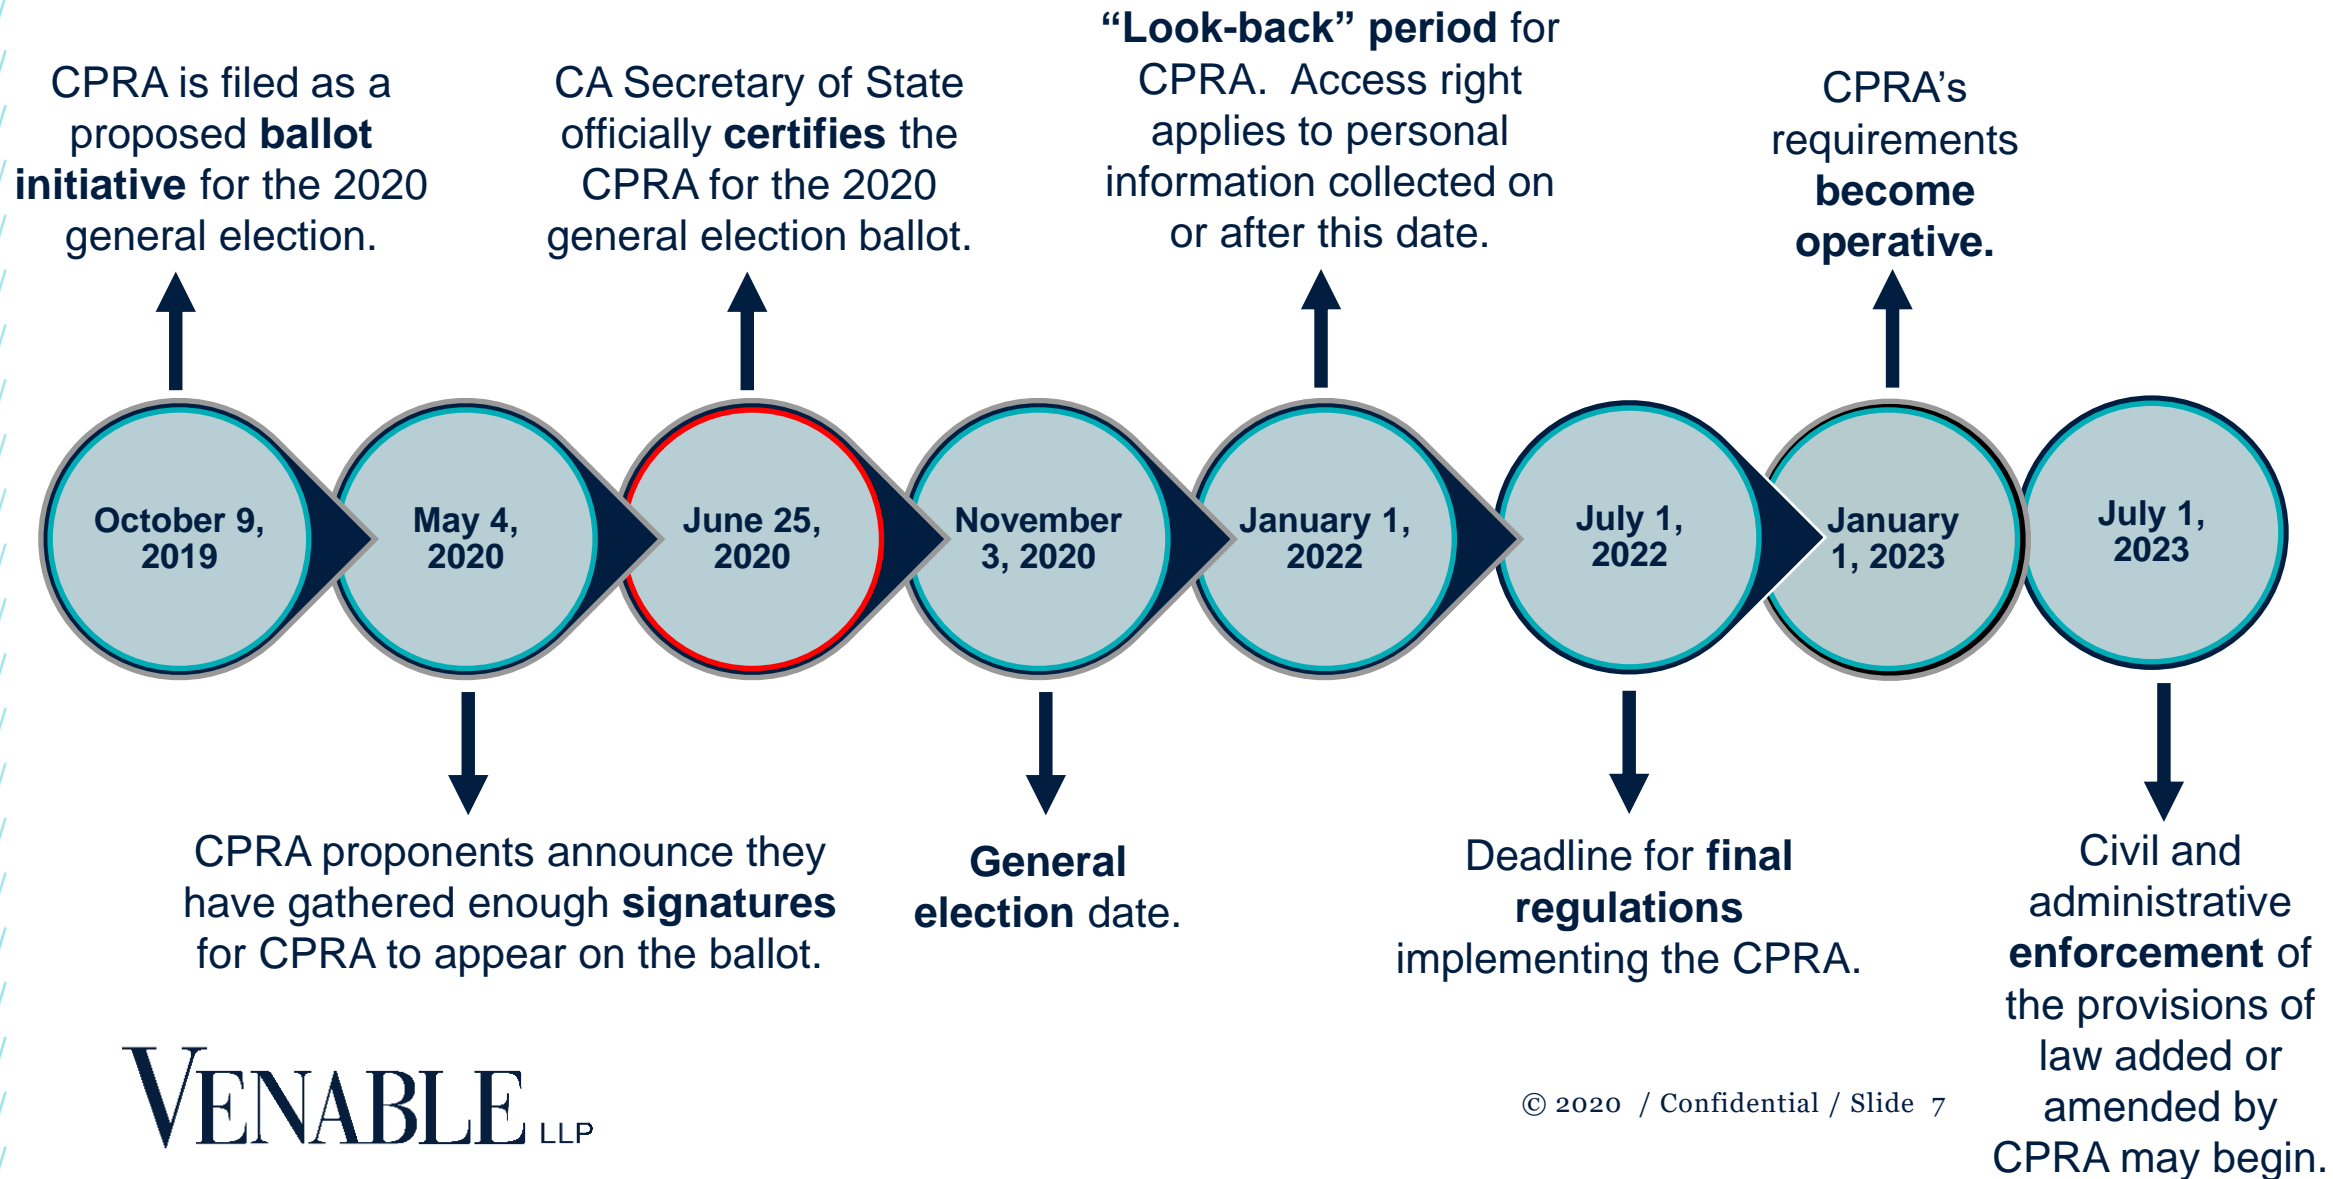 CPRA is filed as a
proposed ballot
initiative for the 2020
general election.
CA Secretary of State
officially certifies the
CPRA for the 2020
general election ballot.
“Look-back” period for
CPRA.  Access right
applies to personal
information collected on
or after this date.
CPRA’s
requirements
become
operative.
October 9,
2019
May 4,
2020
June 25,
2020
November
3, 2020
January 1,
2022
July 1,
2022
January
1, 2023
July 1,
2023
CPRA proponents announce they
have gathered enough signatures
for CPRA to appear on the ballot.
General
election date.
Deadline for final
regulations
implementing the CPRA.
Civil and
administrative
enforcement of
the provisions of
law added or
amended by
CPRA may begin.
VENABLE LLP
© 2020 / Confidential / Slide 7